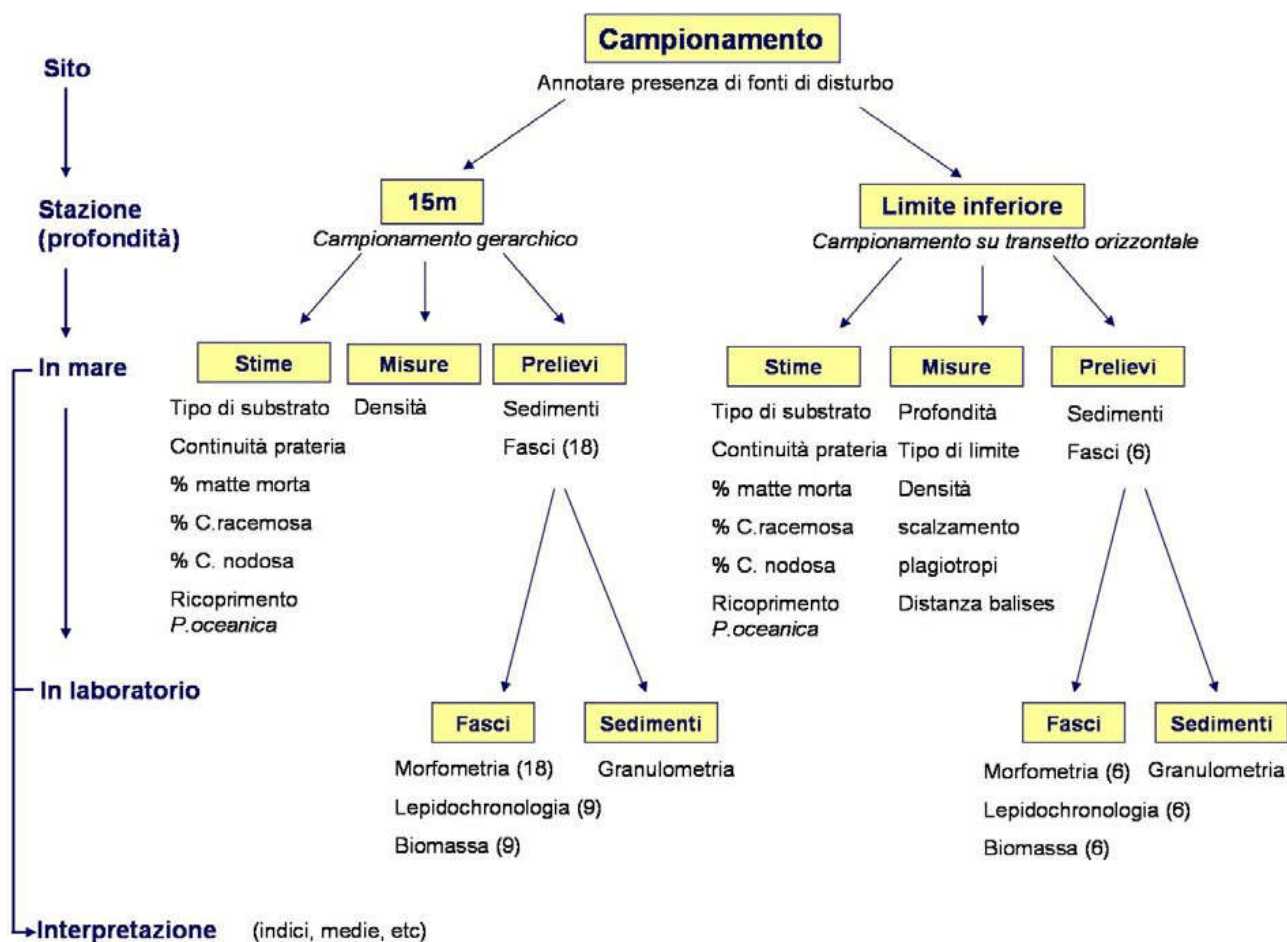 Campionamento
Sito
Annotare presenza di fonti di disturbo
Stazione
(profondità)
15m
Campionamento gerarchico
Limite inferiore
Campionamento su transetto orizzontale
In mare
Stime
Tipo di substrato
Continuità prateria
% matte morta
% C.racemosa
% C. nodosa
Ricoprimento
P.oceanica
Misure
Densità
Prelievi
Sedimenti
Fasci (18)
Stime
Tipo di substrato
Continuità prateria
% matte morta
% C.racemosa
% C. nodosa
Ricoprimento
P.oceanica
Misure
Profondità
Tipo di limite
Densità
scalzamento
plagiotropi
Distanza balises
Prelievi
Sedimenti
Fasci (6)
In laboratorio
Fasci
Morfometria (18)
Lepidochronologia (9)
Biomassa (9)
Sedimenti
Granulometria
Fasci
Morfometria (6)
Lepidochronologia (6)
Biomassa (6)
Sedimenti
Granulometria
Interpretazione (indici, medie, etc)